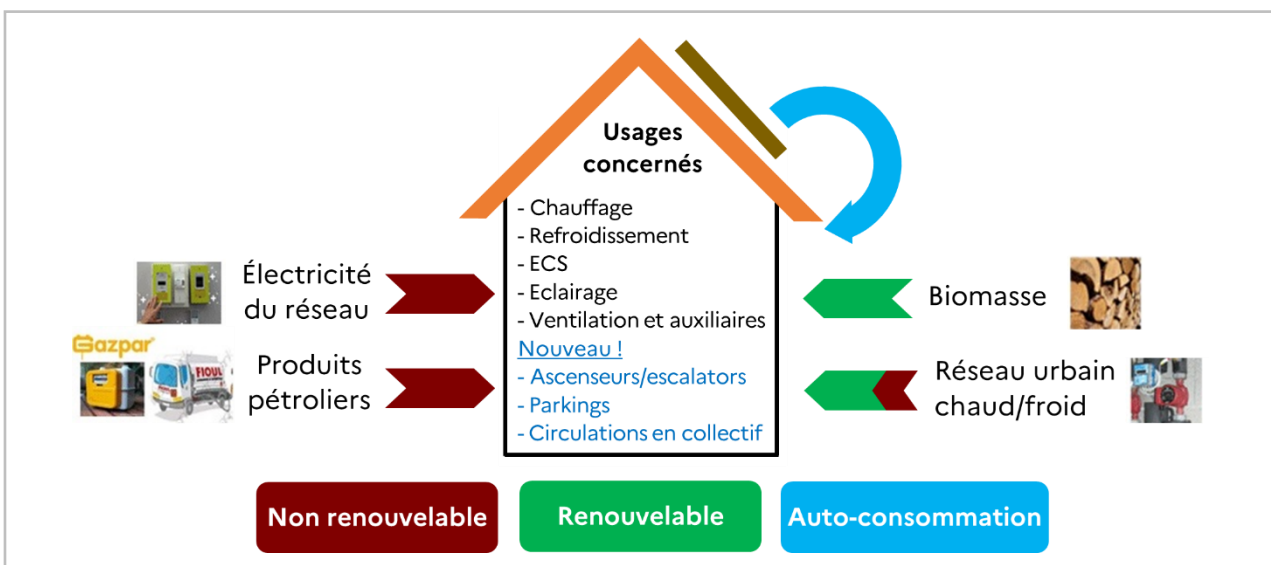 Usages
concernés
- Chauffage
- Refroidissement
- ECS
- Eclairage
- Ventilation et auxiliaires
Nouveau !
- Ascenseurs/escalators
- Parkings
- Circulations en collectif
Électricité
du réseau
Gazpar
FIOUL
Produits
pétroliers
Biomasse
Réseau urbain
chaud/froid
Non renouvelable
Renouvelable
Auto-consommation